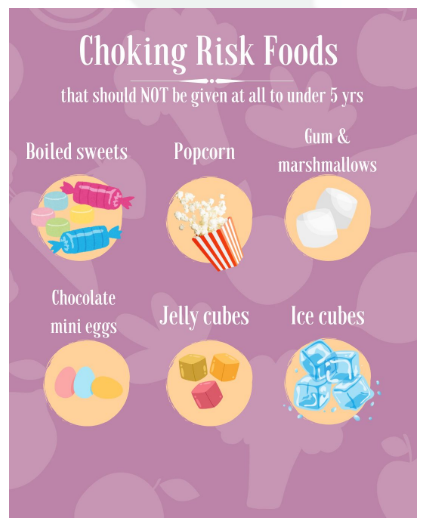 Choking Risk Foods
that should NOT be given at all to under 5 yrs
Boiled sweets
Popcorn
Gum &
marshmallows
Chocolate
mini eggs
Jelly cubes
Ice cubes